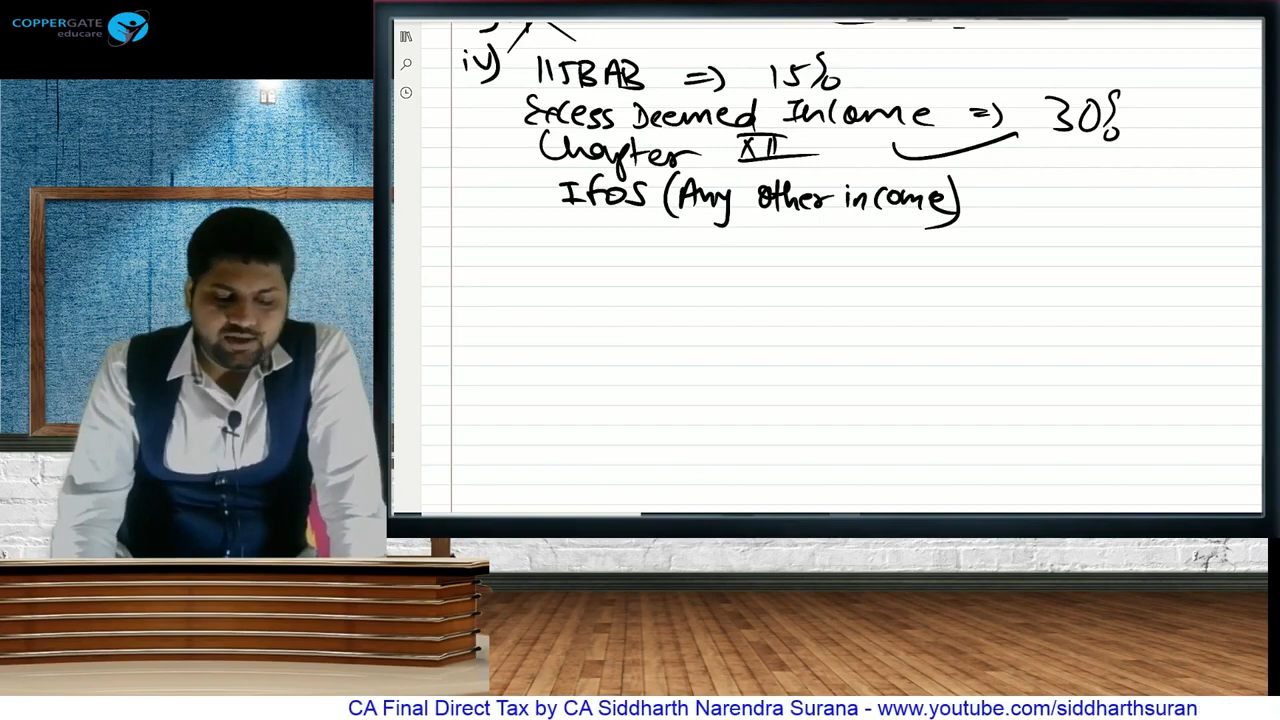 COPPERGATE
educare
iv) 115BAB => 15%
Excess Deemed Income => 30%
Chapter XII
IFOS (Any other income)
CA Final Direct Tax by CA Siddharth Narendra Surana - www.youtube.com/siddharthsuran